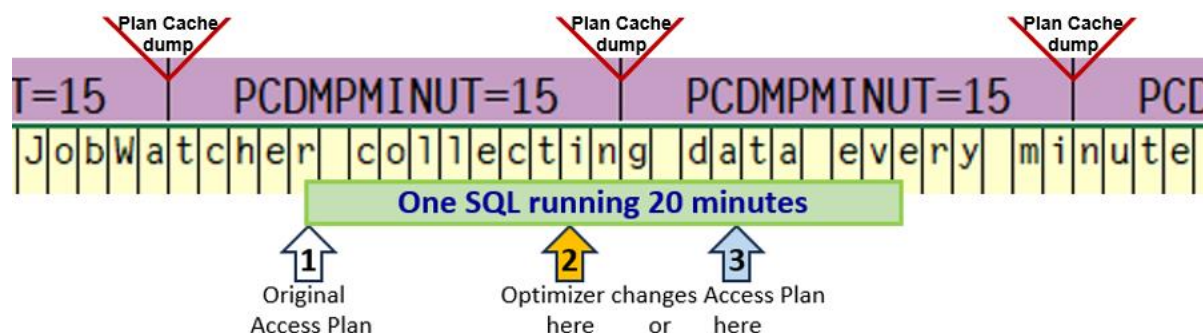 Plan Cache
dump
Plan Cache
dump
Plan Cache
dump
T=15 PCDMPMINUT=15 PCDMPMINUT=15 PCD
JobWatcher collecting data every minute
One SQL running 20 minutes
1 2 3
Original Optimizer changes Access Plan
Access Plan here or here